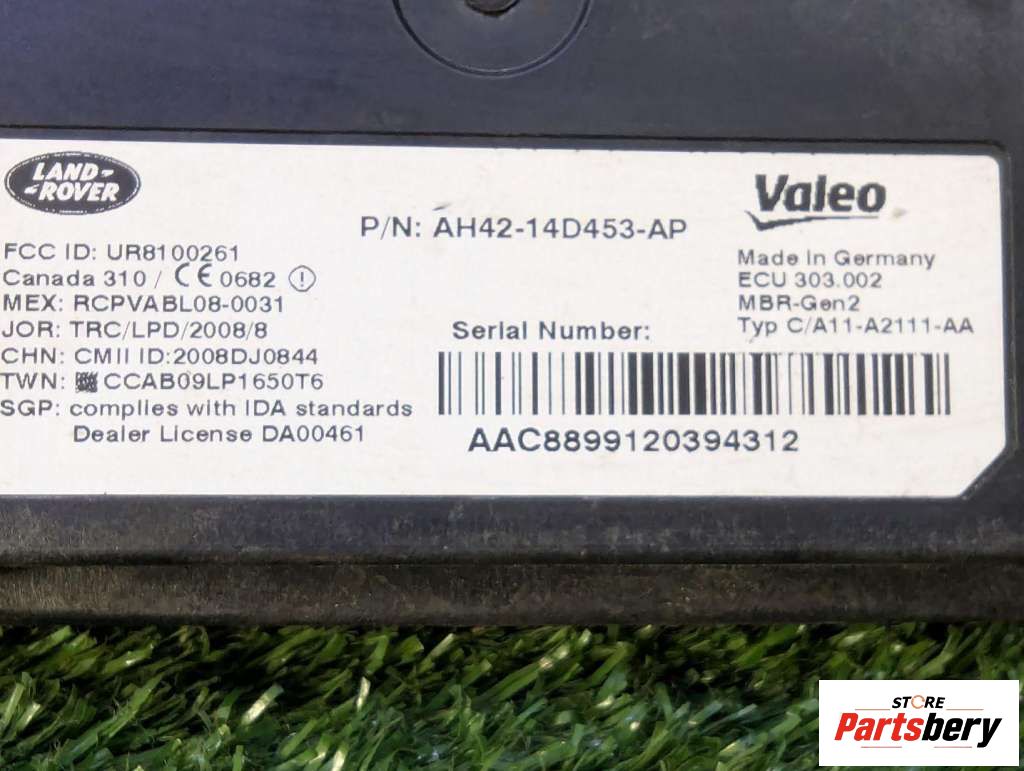 LAND-
-ROVER
Valeo
P/N: AH42-14D453-AP
FCC ID: UR8100261
Canada 310 / CE 0682
MEX: RCPVABL08-0031
JOR: TRC/LPD/2008/8
CHN: CMII ID:2008DJ0844
TWN: CCAB09LP1650T6
SGP: complies with IDA standards
Dealer License DA00461
Made in Germany
ECU 303.002
MBR-Gen2
Typ C/A11-A2111-AA
Serial Number:
AAC8899120394312
STORE
Partsbery